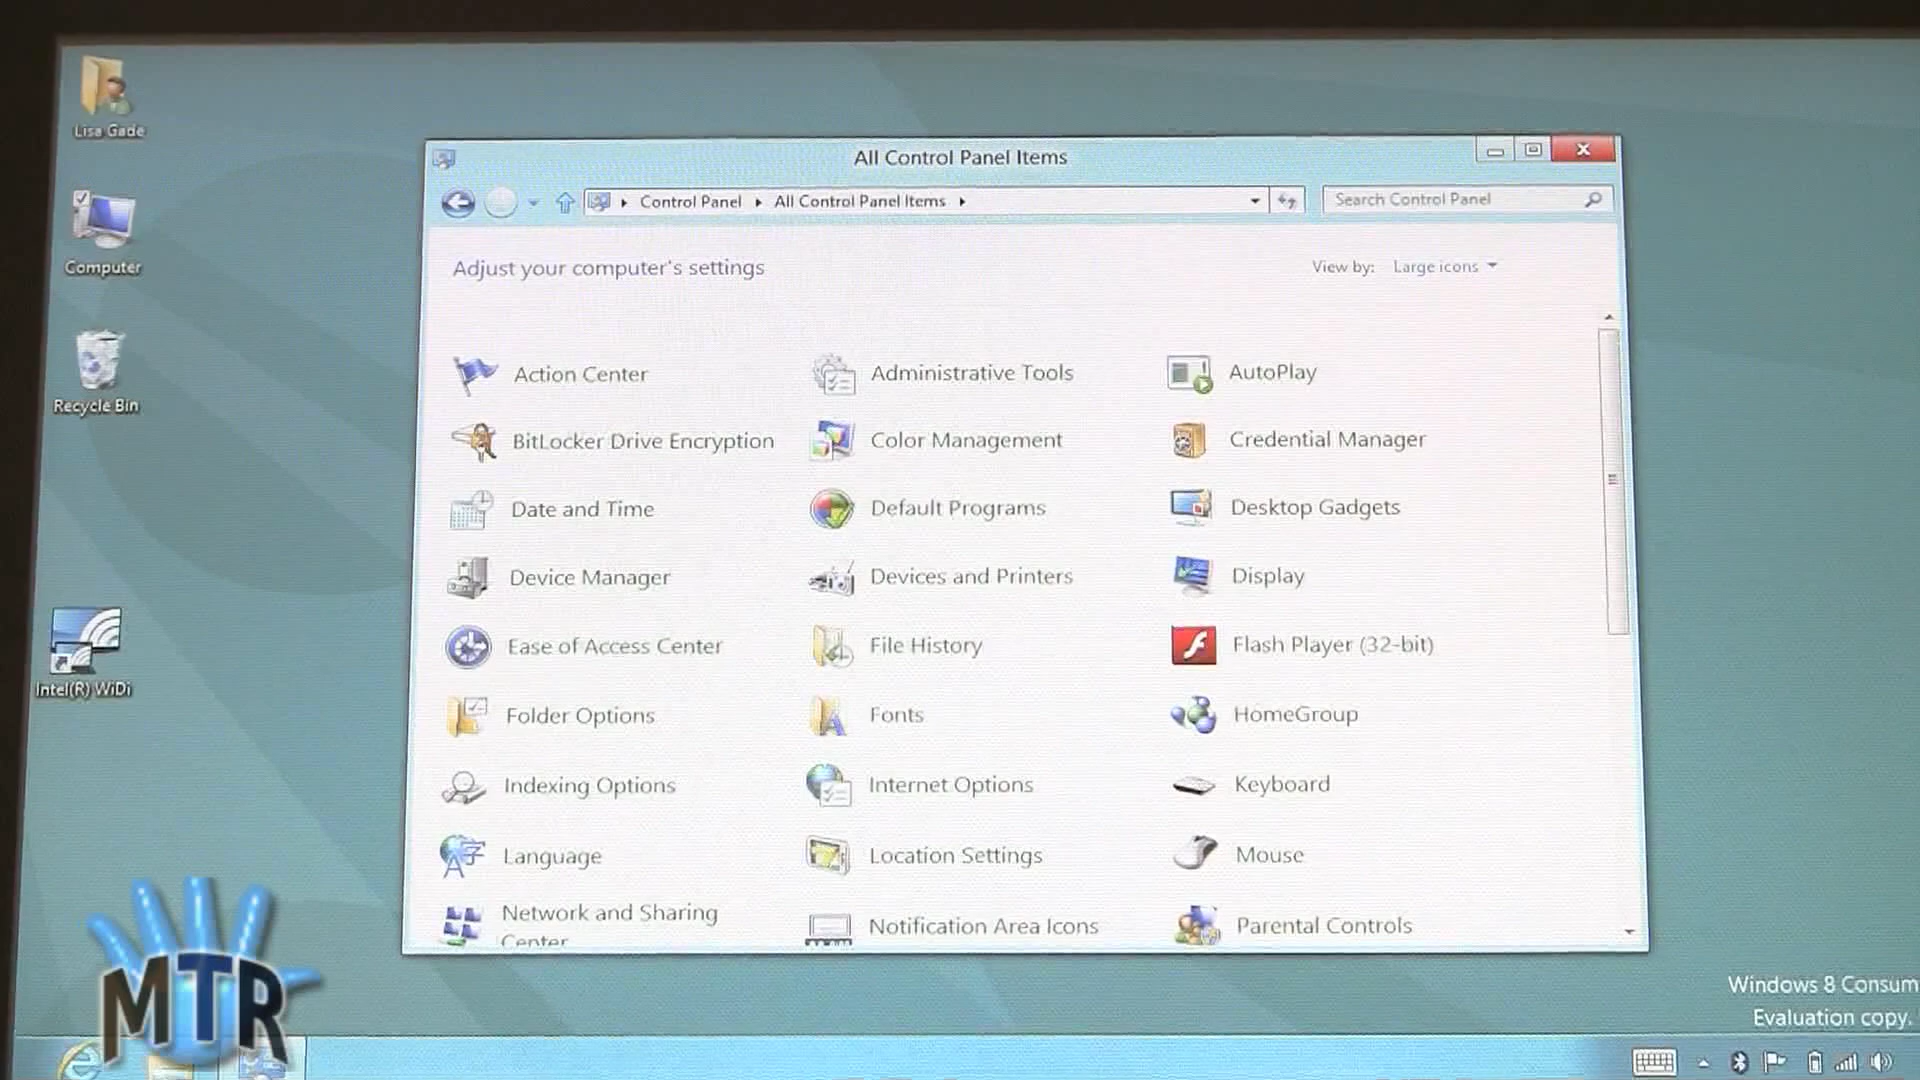 Lisa Gade
Computer
Recycle Bin
Intel(R) WiDi
All Control Panel Items
Control Panel
All Control Panel Items
Search Control Panel
Adjust your computer's settings
View by:
Large icons
Action Center
Administrative Tools
AutoPlay
BitLocker Drive Encryption
Color Management
Credential Manager
Date and Time
Default Programs
Desktop Gadgets
Device Manager
Devices and Printers
Display
Ease of Access Center
File History
Flash Player (32-bit)
Folder Options
Fonts
HomeGroup
Indexing Options
Internet Options
Keyboard
Language
Location Settings
Mouse
Network and Sharing
Center
Notification Area Icons
Parental Controls
Windows 8 Consum
Evaluation copy.
MTR